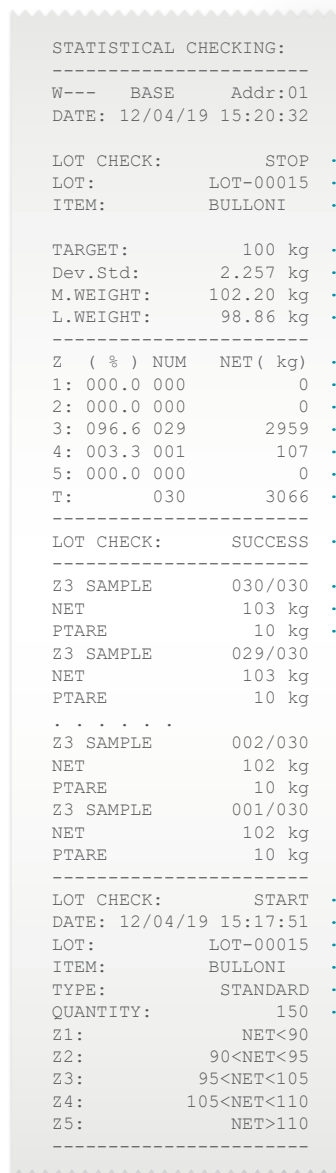 STATISTICAL CHECKING:
-----------------------
W--- BASE Addr:01
DATE: 12/04/19 15:20:32
LOT CHECK: STOP
LOT: LOT-00015
ITEM: BULLONI
TARGET: 100 kg
Dev.Std: 2.257 kg
M.WEIGHT: 102.20 kg
L.WEIGHT: 98.86 kg
-----------------------
Z ( % ) NUM NET( kg)
1: 000.0 000 0
2: 000.0 000 0
3: 096.6 029 2959
4: 003.3 001 107
5: 000.0 000 0
T: 030 3066
-----------------------
LOT CHECK: SUCCESS
-----------------------
Z3 SAMPLE 030/030
NET 103 kg
PTARE 10 kg
Z3 SAMPLE 029/030
NET 103 kg
PTARE 10 kg
. . . . . .
Z3 SAMPLE 002/030
NET 102 kg
PTARE 10 kg
Z3 SAMPLE 001/030
NET 102 kg
PTARE 10 kg
-----------------------
LOT CHECK: START
DATE: 12/04/19 15:17:51
LOT: LOT-00015
ITEM: BULLONI
TYPE: STANDARD
QUANTITY: 150
Z1: NET<90
Z2: 90<NET<95
Z3: 95<NET<105
Z4: 105<NET<110
Z5: NET>110
-----------------------